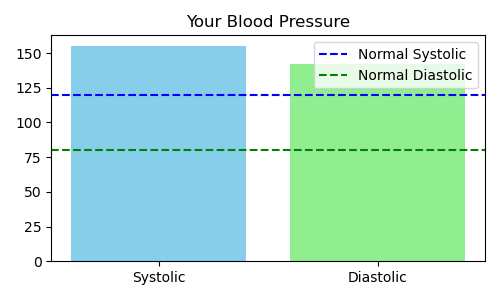 Your Blood Pressure
Normal Systolic
Normal Diastolic
150
125
100
75
50
25
0
Systolic
Diastolic